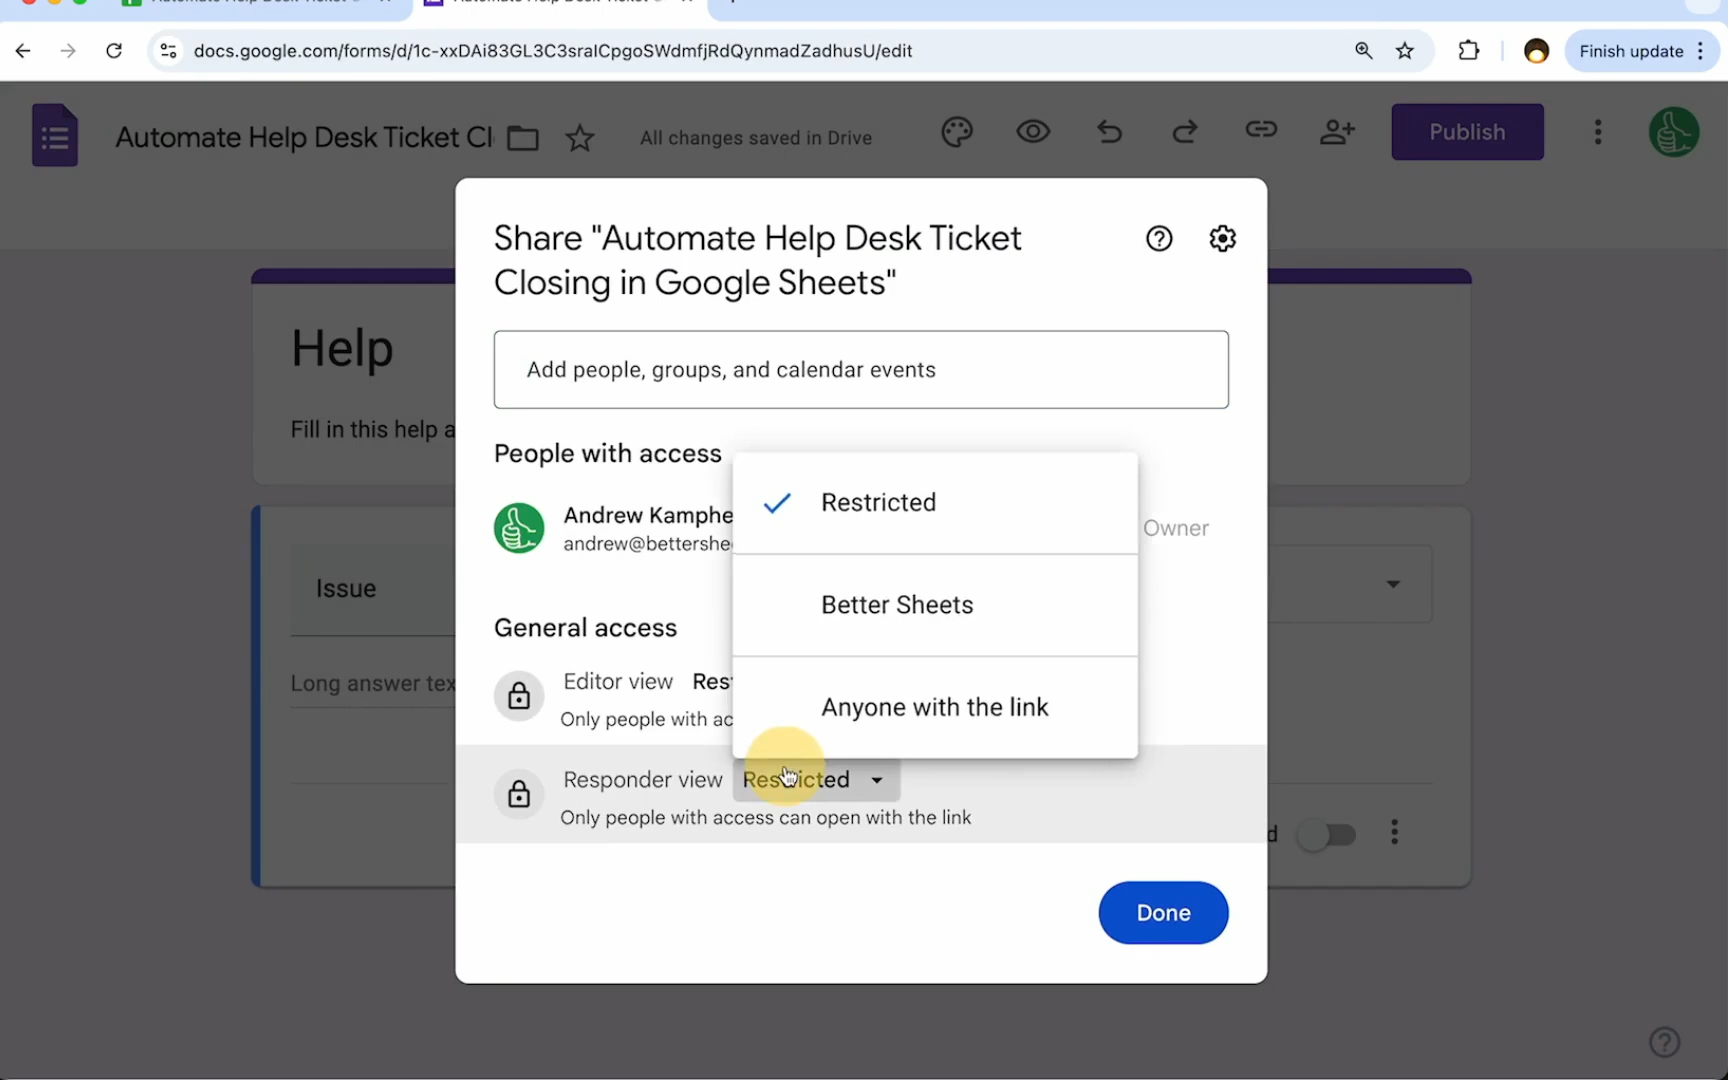 docs.google.com/forms/d/1c-xxDAi83GL3C3sralCpgoSWdmfjRdQynmadZadhusU/edit
Finish update
Automate Help Desk Ticket Cl
All changes saved in Drive
Publish
Share "Automate Help Desk Ticket
Closing in Google Sheets"
Add people, groups, and calendar events
Help
Fill in this help a
People with access
Andrew Kamphe
andrew@bettershe
Owner
Restricted
Better Sheets
Anyone with the link
Issue
Long answer tex
General access
Editor view Res
Only people with ac
Responder view Restricted
Only people with access can open with the link
d
Done